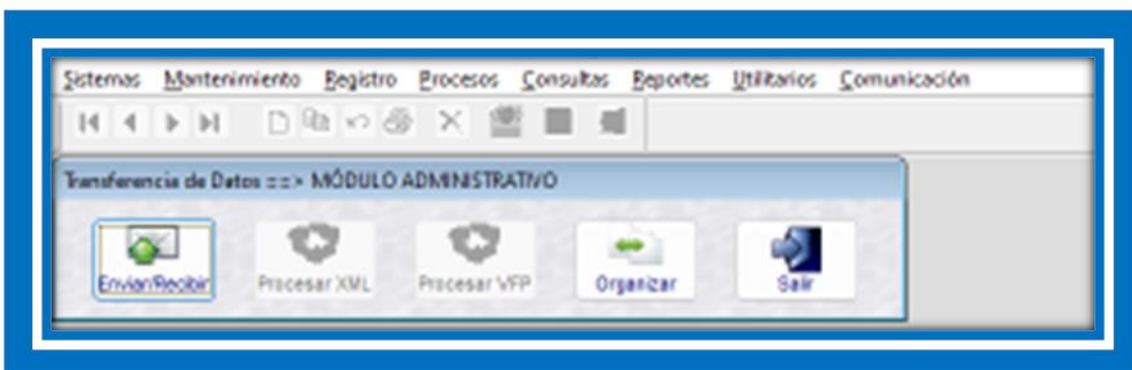 Sistemas Mantenimiento Registro Procesos Consultas Reportes Utilitarios Comunicación
Transferencia de Datos ==> MÓDULO ADMINISTRATIVO
Enviar/Recibir Procesar XML Procesar VFP Organizar Salir